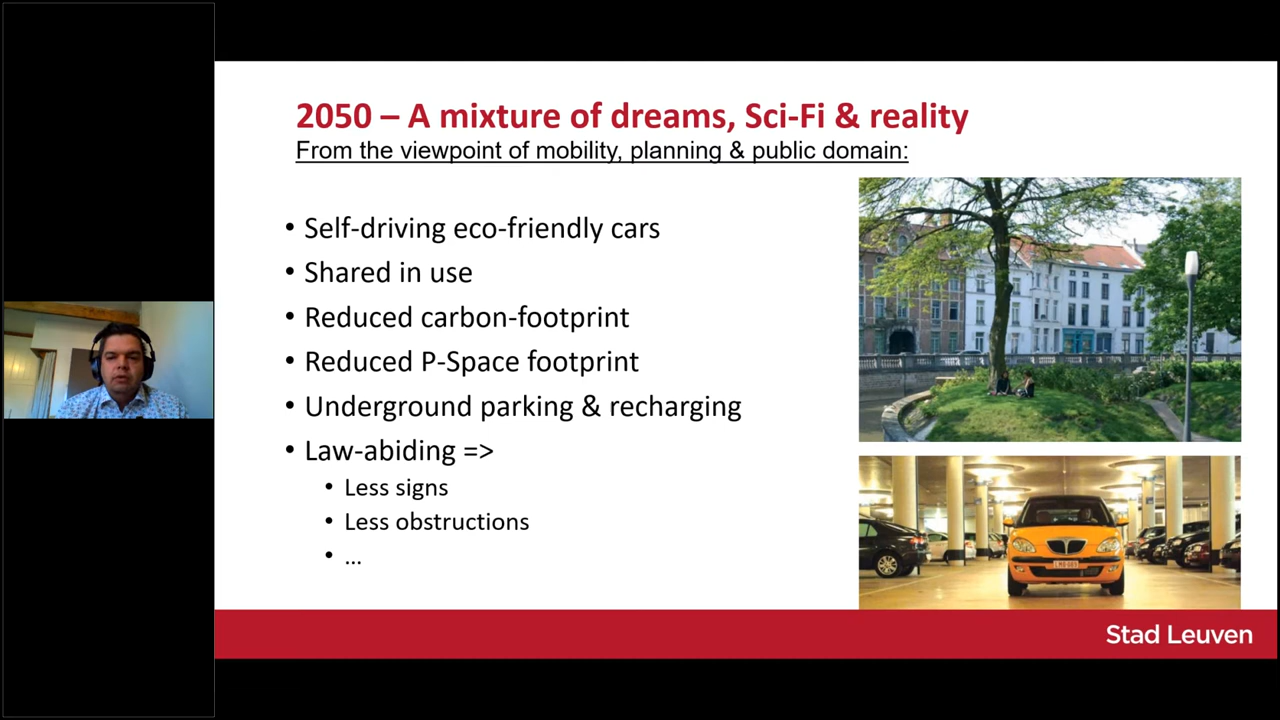 2050 – A mixture of dreams, Sci-Fi & reality
From the viewpoint of mobility, planning & public domain:
• Self-driving eco-friendly cars
• Shared in use
• Reduced carbon-footprint
• Reduced P-Space footprint
• Underground parking & recharging
• Law-abiding =>
• Less signs
• Less obstructions
• ...
Stad Leuven